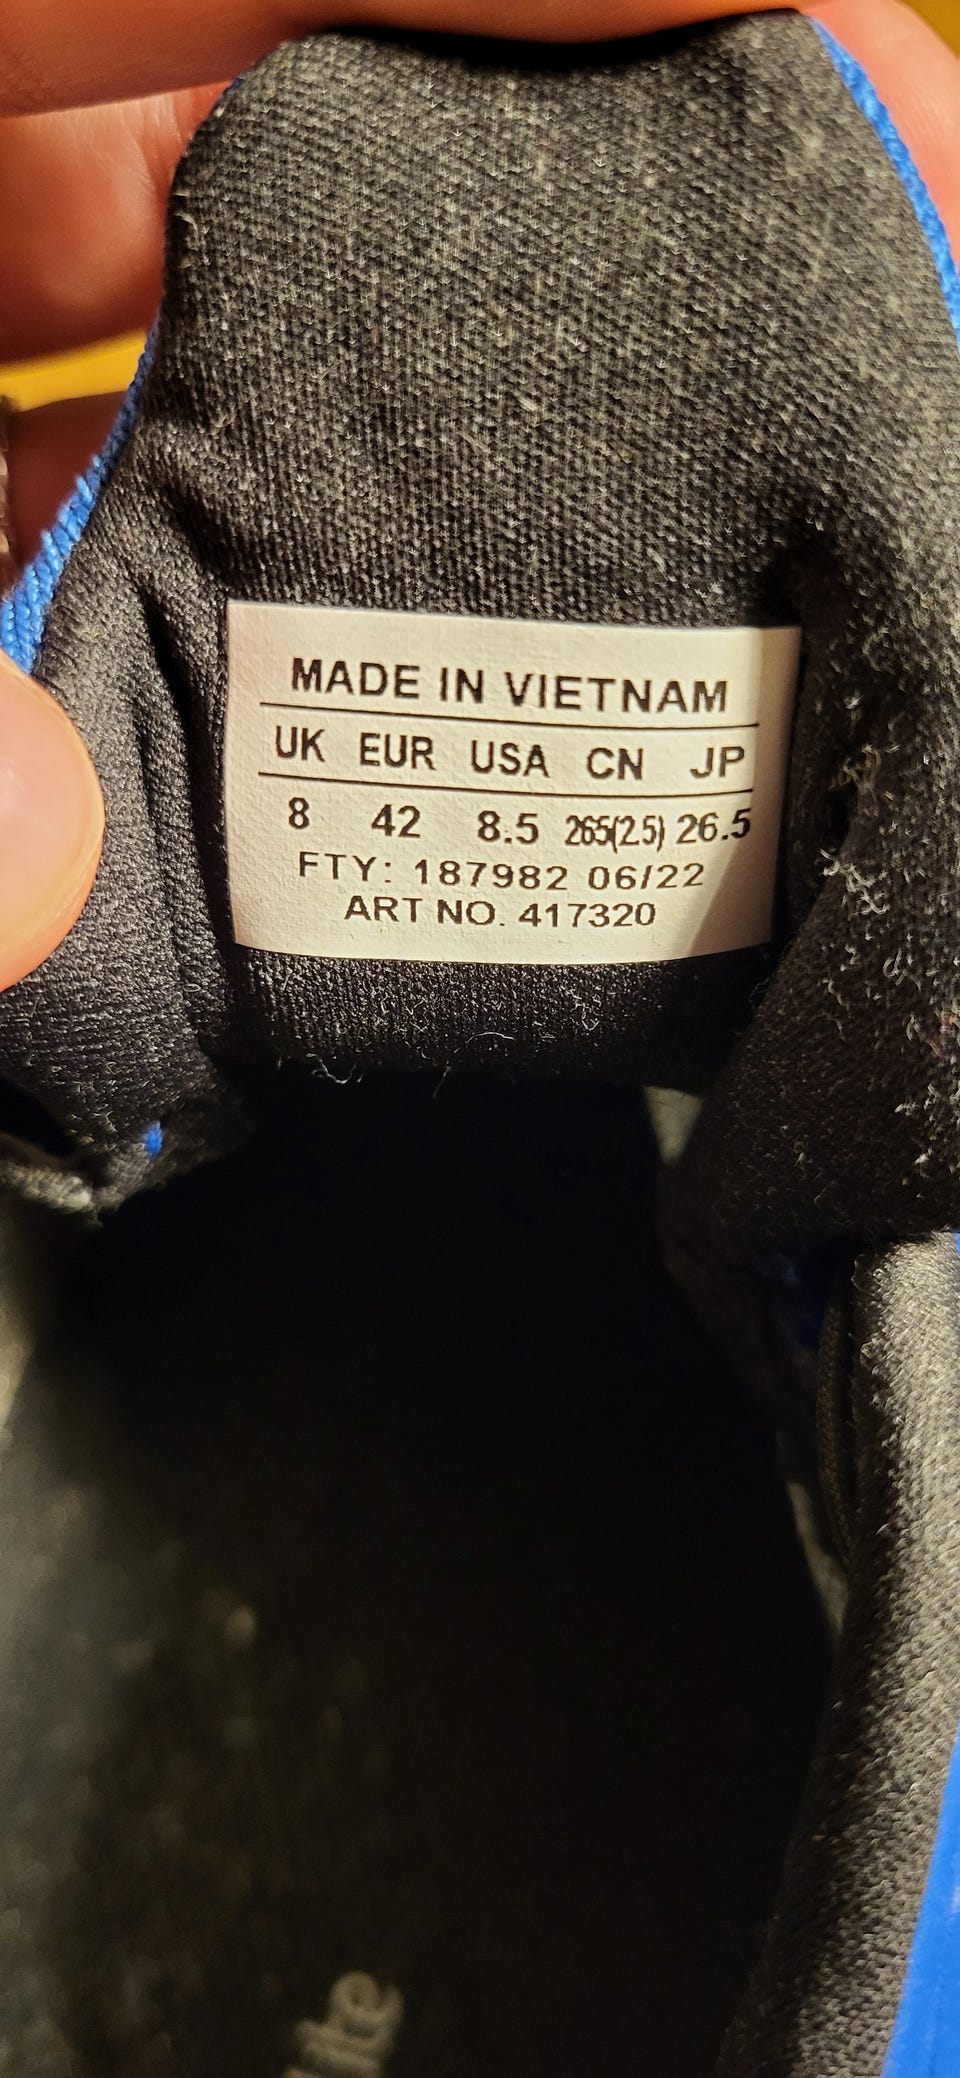 MADE IN VIETNAM
UK EUR USA CN JP
8 42 8.5 265(2.5) 26.5
FTY: 187982 06/22
ART NO. 417320